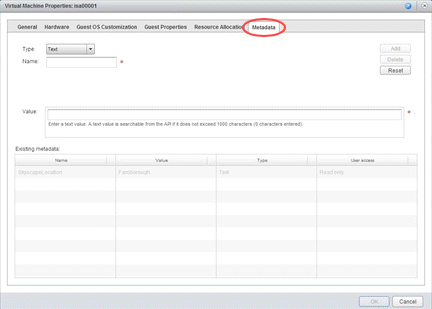 Virtual Machine Properties: isa00001
General Hardware Guest OS Customization Guest Properties Resource Allocation Metadata
Type: Text Add
Name: * Delete
Reset
Value: *
Enter a text value. A text value is searchable from the API if it does not exceed 1000 characters (0 characters entered).
Existing metadata:
Name Value Type User access
SkyscapeLocation Farnborough Text Read only
OK Cancel